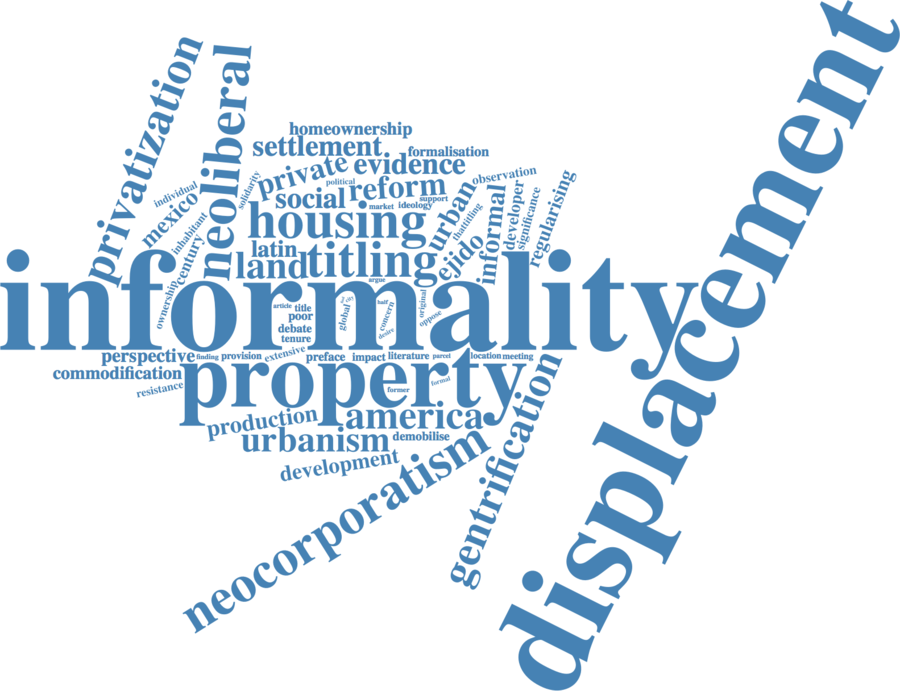 displacement
privatization
neoliberal
homeownership
settlement
formalisation
private
evidence
political
observation
individual
solidarity
social
reform
support
mexico
market
ideology
urban
thattitling
informal
developer
significance
regularising
inhabitant
housing
century
latin
land
titling
ejido
argue
informality
ownership
article
title
poor
global
city
half
concern
original
oppose
debate
desire
tenure
perspective
finding
provision
extensive
preface
impact
literature
parcel
location
meeting
commodification
property
resistance
former
formal
gentrification
production
america
urbanism
demobilise
development
neocorporatism